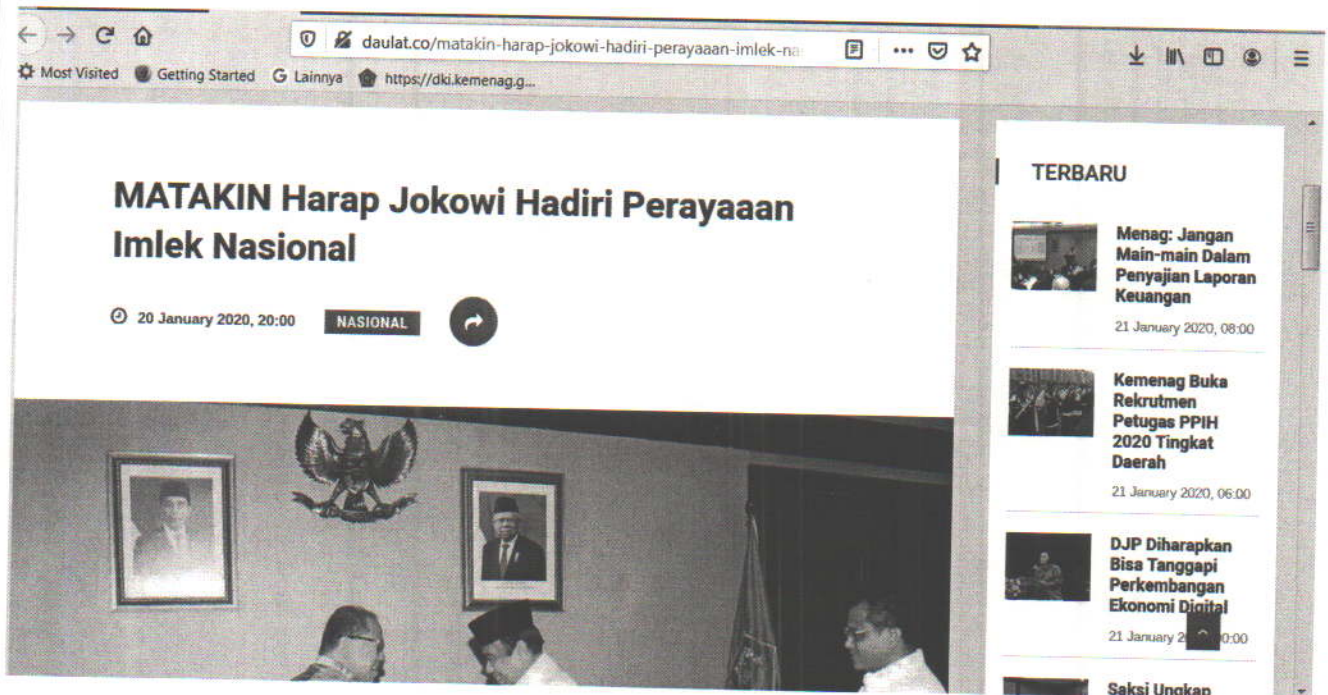 daulat.co/matakin-harap-jokowi-hadiri-perayaaan-imlek-na
Most Visited Getting Started G Lainnya https://dki.kemenag.g...
MATAKIN Harap Jokowi Hadiri Perayaaan
Imlek Nasional
20 January 2020, 20:00 NASIONAL
TERBARU
Menag: Jangan
Main-main Dalam
Penyajian Laporan
Keuangan
21 January 2020, 08:00
Kemenag Buka
Rekrutmen
Petugas PPIH
2020 Tingkat
Daerah
21 January 2020, 06:00
DJP Diharapkan
Bisa Tanggapi
Perkembangan
Ekonomi Digital
21 January
Saksi Ungkap